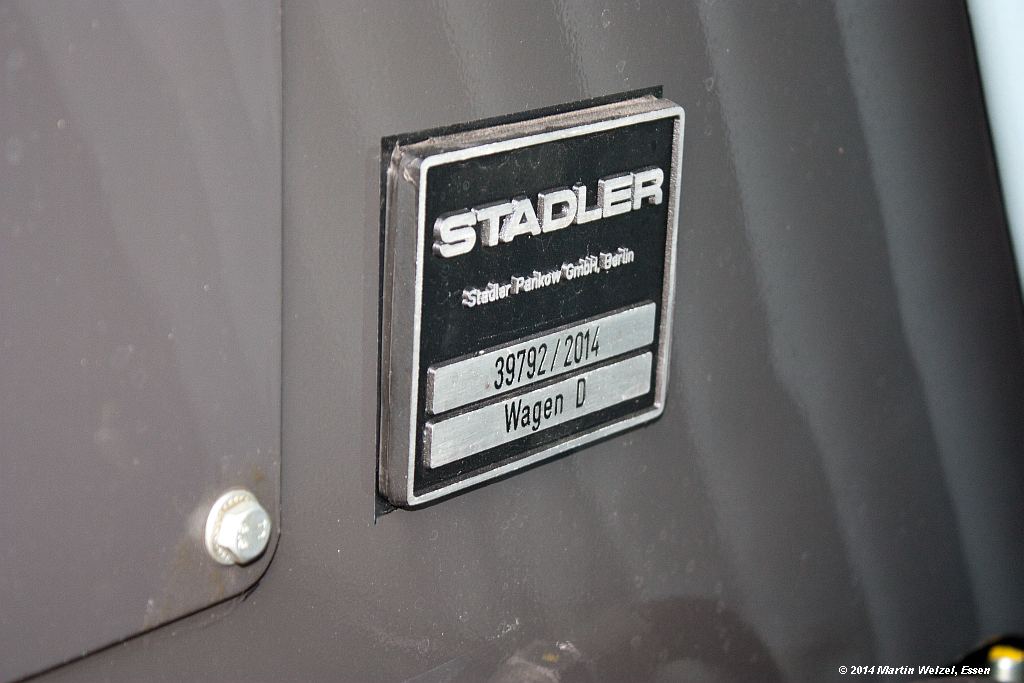 STADLER
Stadler Pankow GmbH, Berlin
39792 / 2014
Wagen D
© 2014 Martin Welzel, Essen